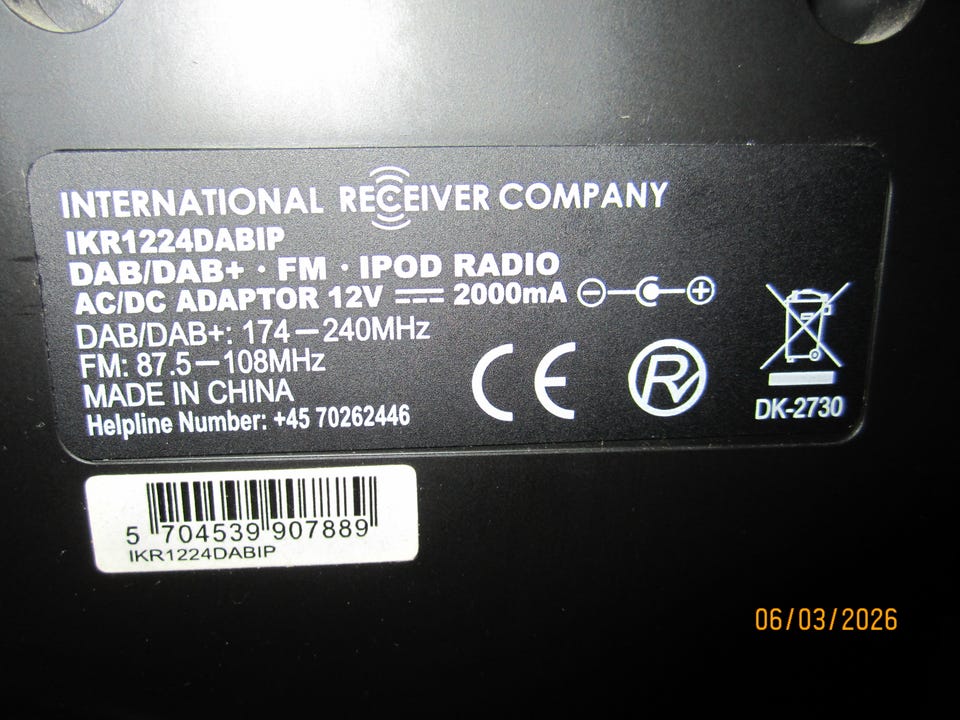 INTERNATIONAL RECEIVER COMPANY
IKR1224DABIP
DAB/DAB+ · FM · IPOD RADIO
AC/DC ADAPTOR 12V ⎓ 2000mA
DAB/DAB+: 174－240MHz
FM: 87.5－108MHz
MADE IN CHINA
Helpline Number: +45 70262446
CE
R
DK-2730
5 704539 907889
IKR1224DABIP
06/03/2026